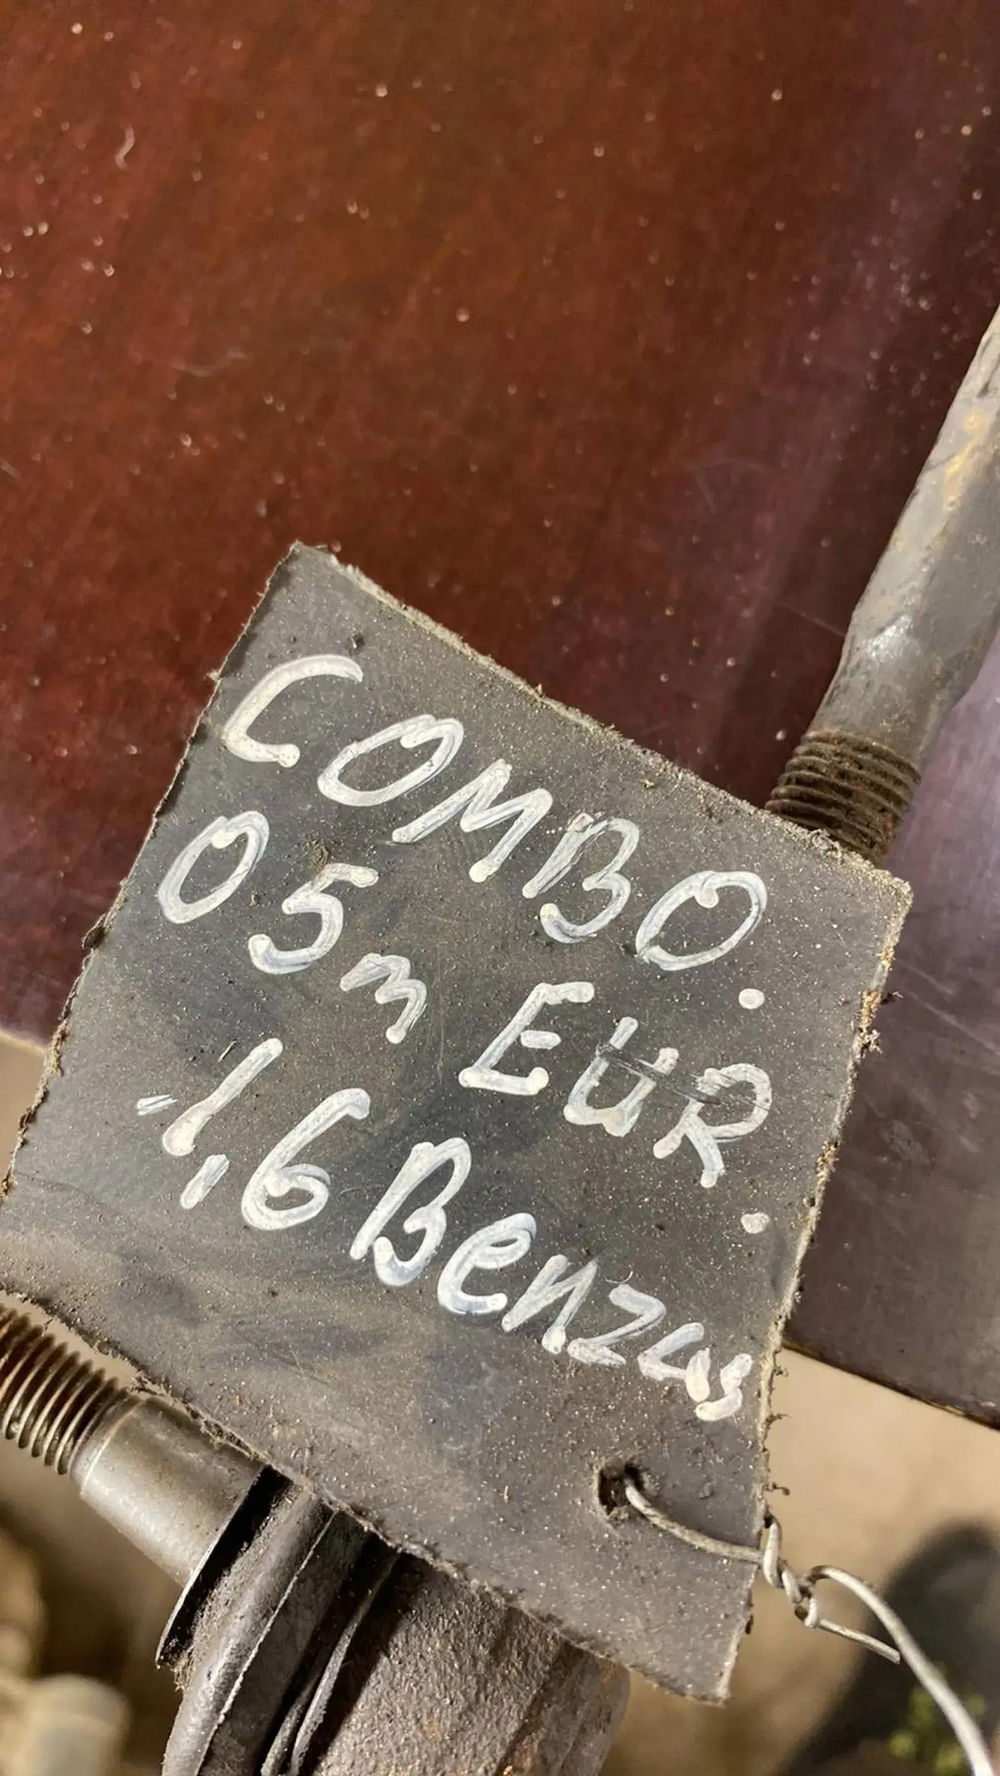 COMBO.
05m EUR.
-1,6 Benzus